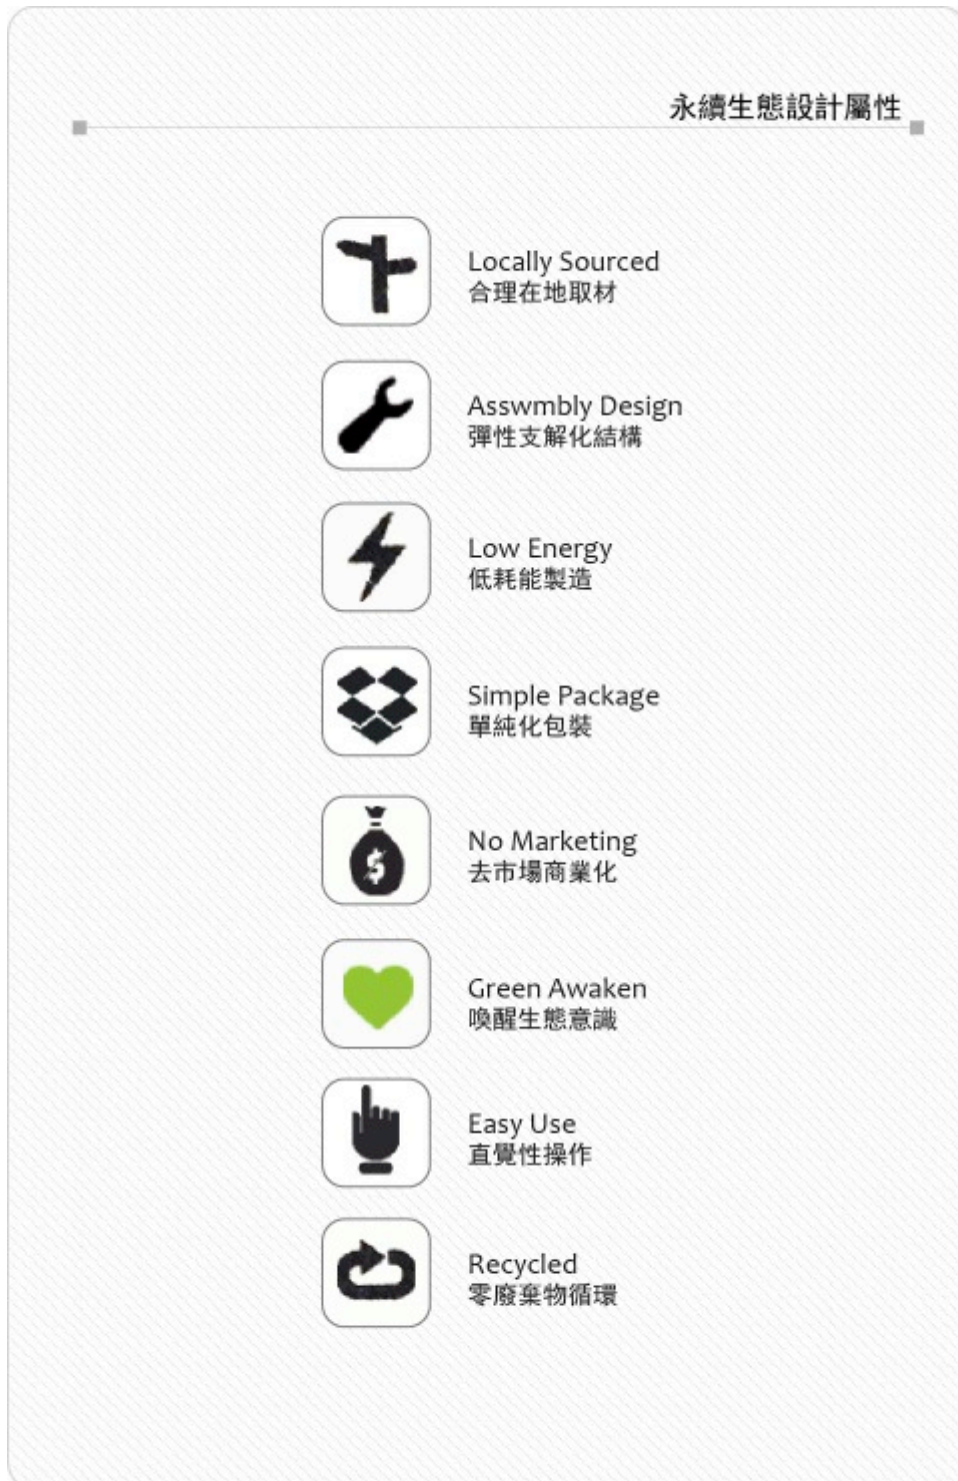 永續生態設計屬性
Locally Sourced
合理在地取材
Asswmbly Design
彈性支解化結構
Low Energy
低耗能製造
Simple Package
單純化包裝
$
No Marketing
去市場商業化
Green Awaken
喚醒生態意識
Easy Use
直覺性操作
Recycled
零廢棄物循環